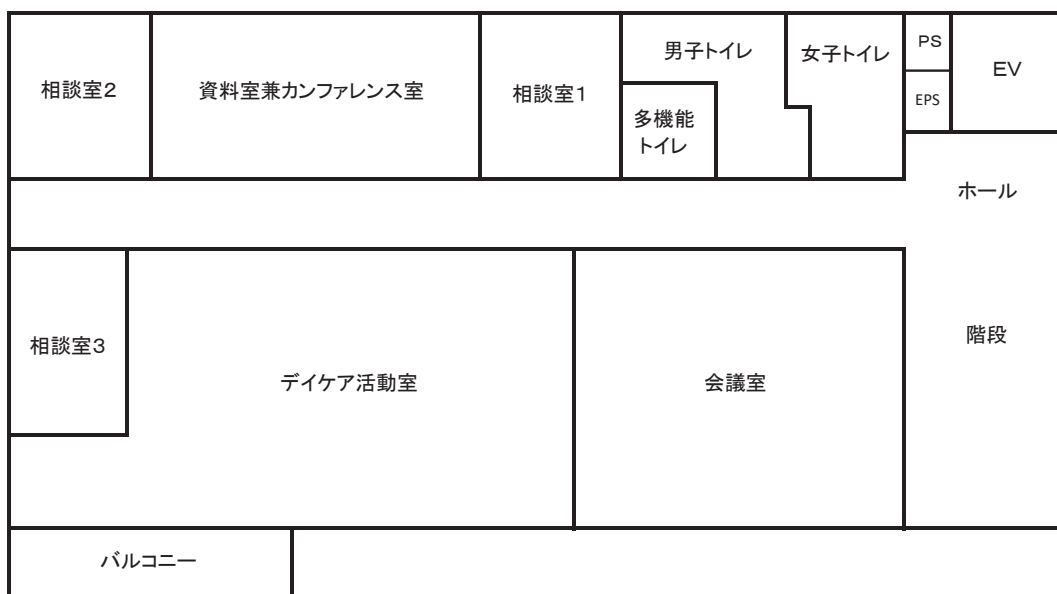 相談室2
資料室兼カンファレンス室
相談室1
男子トイレ
多機能
トイレ
女子トイレ
PS
EPS
EV
ホール
相談室3
デイケア活動室
会議室
階段
バルコニー